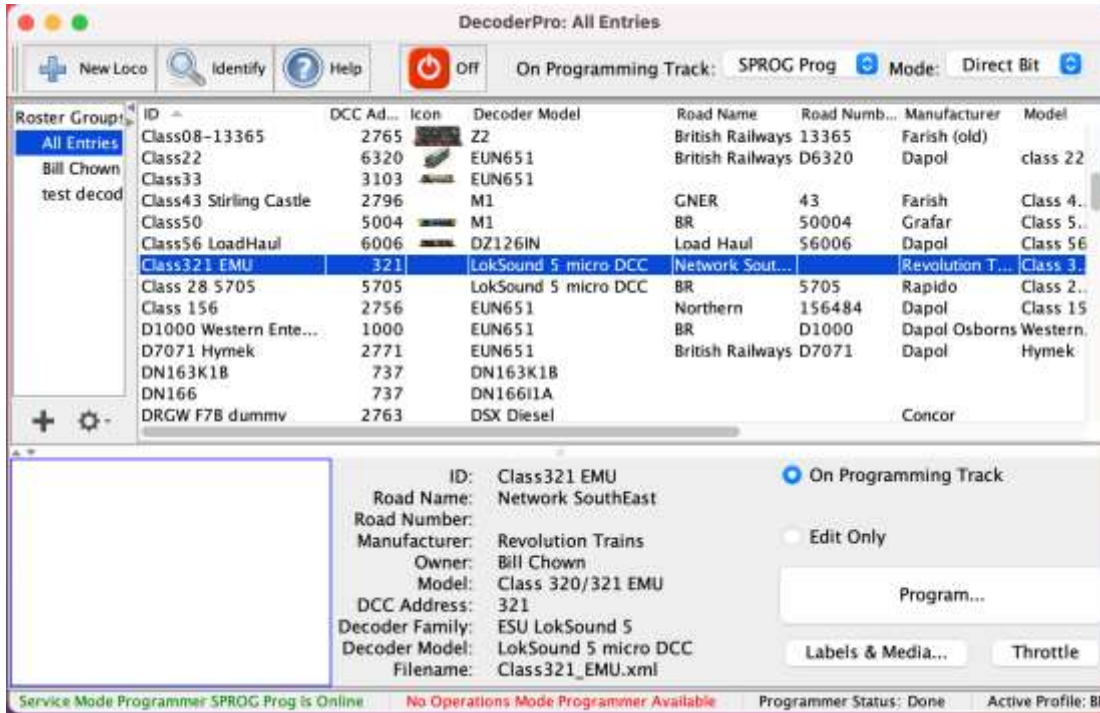 DecoderPro: All Entries
New Loco Identify Help Off On Programming Track: SPROG Prog Mode: Direct Bit
Roster Group ID DCC Ad... Icon Decoder Model Road Name Road Numb... Manufacturer Model
All Entries
Bill Chown
test decod
Class08-13365 2765 Z2 British Railways 13365 Farish (old)
Class22 6320 EUN651 British Railways D6320 Dapol class 22
Class33 3103 EUN651
Class43 Stirling Castle 2796 M1 GNER 43 Farish Class 4..
Class50 5004 M1 BR 50004 Grafar Class 5..
Class56 LoadHaul 6006 DZ126IN Load Haul 56006 Dapol Class 56
Class321 EMU 321 LokSound 5 micro DCC Network Sout... Revolution T... Class 3..
Class 28 5705 5705 LokSound 5 micro DCC BR 5705 Rapido Class 2..
Class 156 2756 EUN651 Northern 156484 Dapol Class 15
D1000 Western Ente... 1000 EUN651 BR D1000 Dapol Osborns Western.
D7071 Hymek 2771 EUN651 British Railways D7071 Dapol Hymek
DN163K1B 737 DN163K1B
DN166 737 DN166I1A
DRGW F7B dummy 2763 DSX Diesel Concor
ID: Class321 EMU
Road Name: Network SouthEast
Road Number:
Manufacturer: Revolution Trains
Owner: Bill Chown
Model: Class 320/321 EMU
DCC Address: 321
Decoder Family: ESU LokSound 5
Decoder Model: LokSound 5 micro DCC
Filename: Class321_EMU.xml
On Programming Track
Edit Only
Program...
Labels & Media... Throttle
Service Mode Programmer SPROG Prog Is Online No Operations Mode Programmer Available Programmer Status: Done Active Profile: